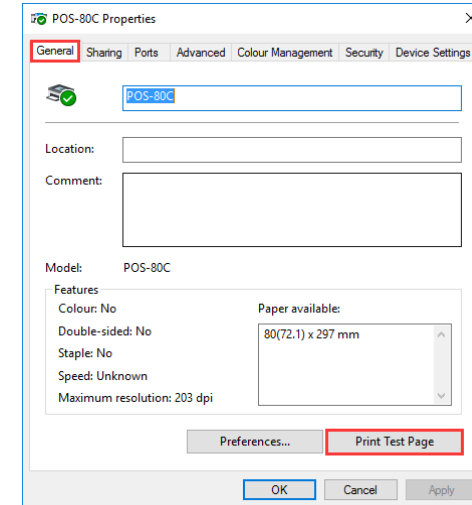 POS-80C Properties
General Sharing Ports Advanced Colour Management Security Device Settings
POS-80C
Location:
Comment:
Model: POS-80C
Features
Colour: No
Double-sided: No
Staple: No
Speed: Unknown
Maximum resolution: 203 dpi
Paper available:
80(72.1) x 297 mm
Preferences... Print Test Page
OK Cancel Apply